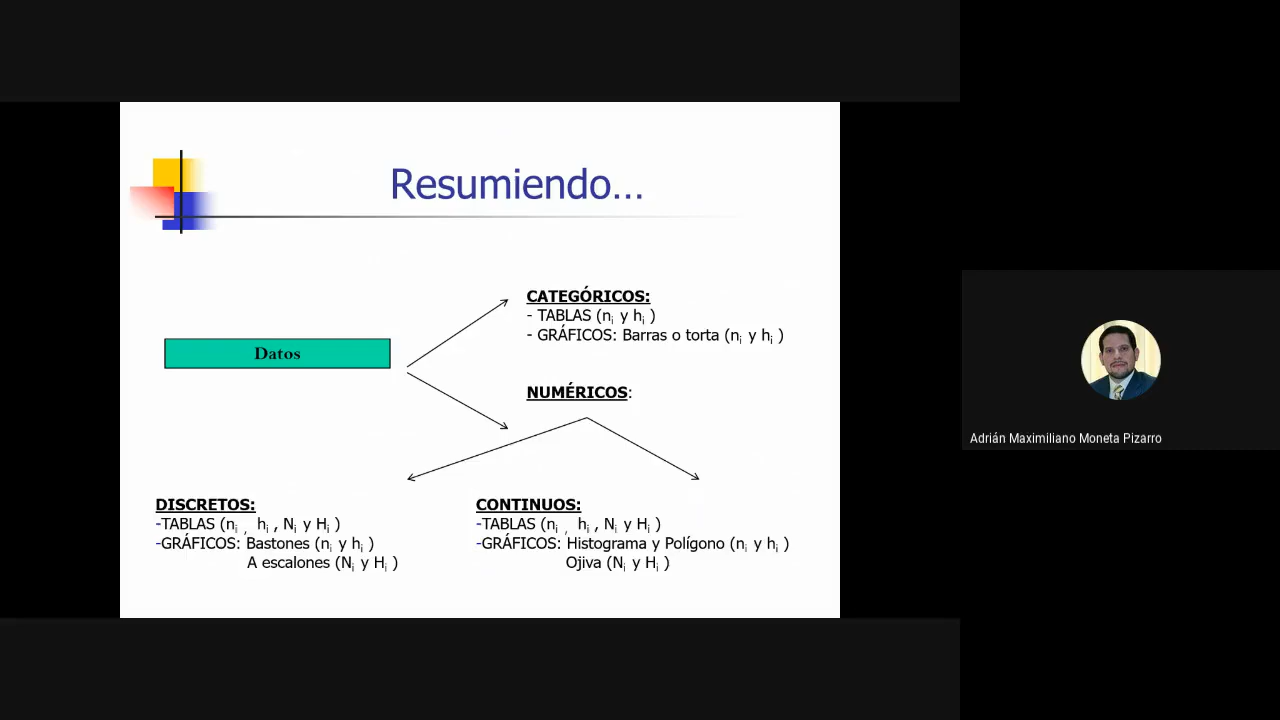 Resumiendo...
Datos
CATEGÓRICOS:
- TABLAS (ni y hi )
- GRÁFICOS: Barras o torta (ni y hi )
NUMÉRICOS:
DISCRETOS:
-TABLAS (ni , hi , Ni y Hi )
-GRÁFICOS: Bastones (ni y hi )
A escalones (Ni y Hi )
CONTINUOS:
-TABLAS (ni , hi , Ni y Hi )
-GRÁFICOS: Histograma y Polígono (ni y hi )
Ojiva (Ni y Hi )
Adrián Maximiliano Moneta Pizarro